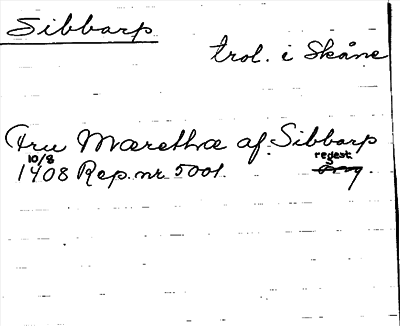 Sibbarp
trol. i Skåne
Fru Marethæ af Sibbarp
10/8 regest
1408 Rep. nr 5001.